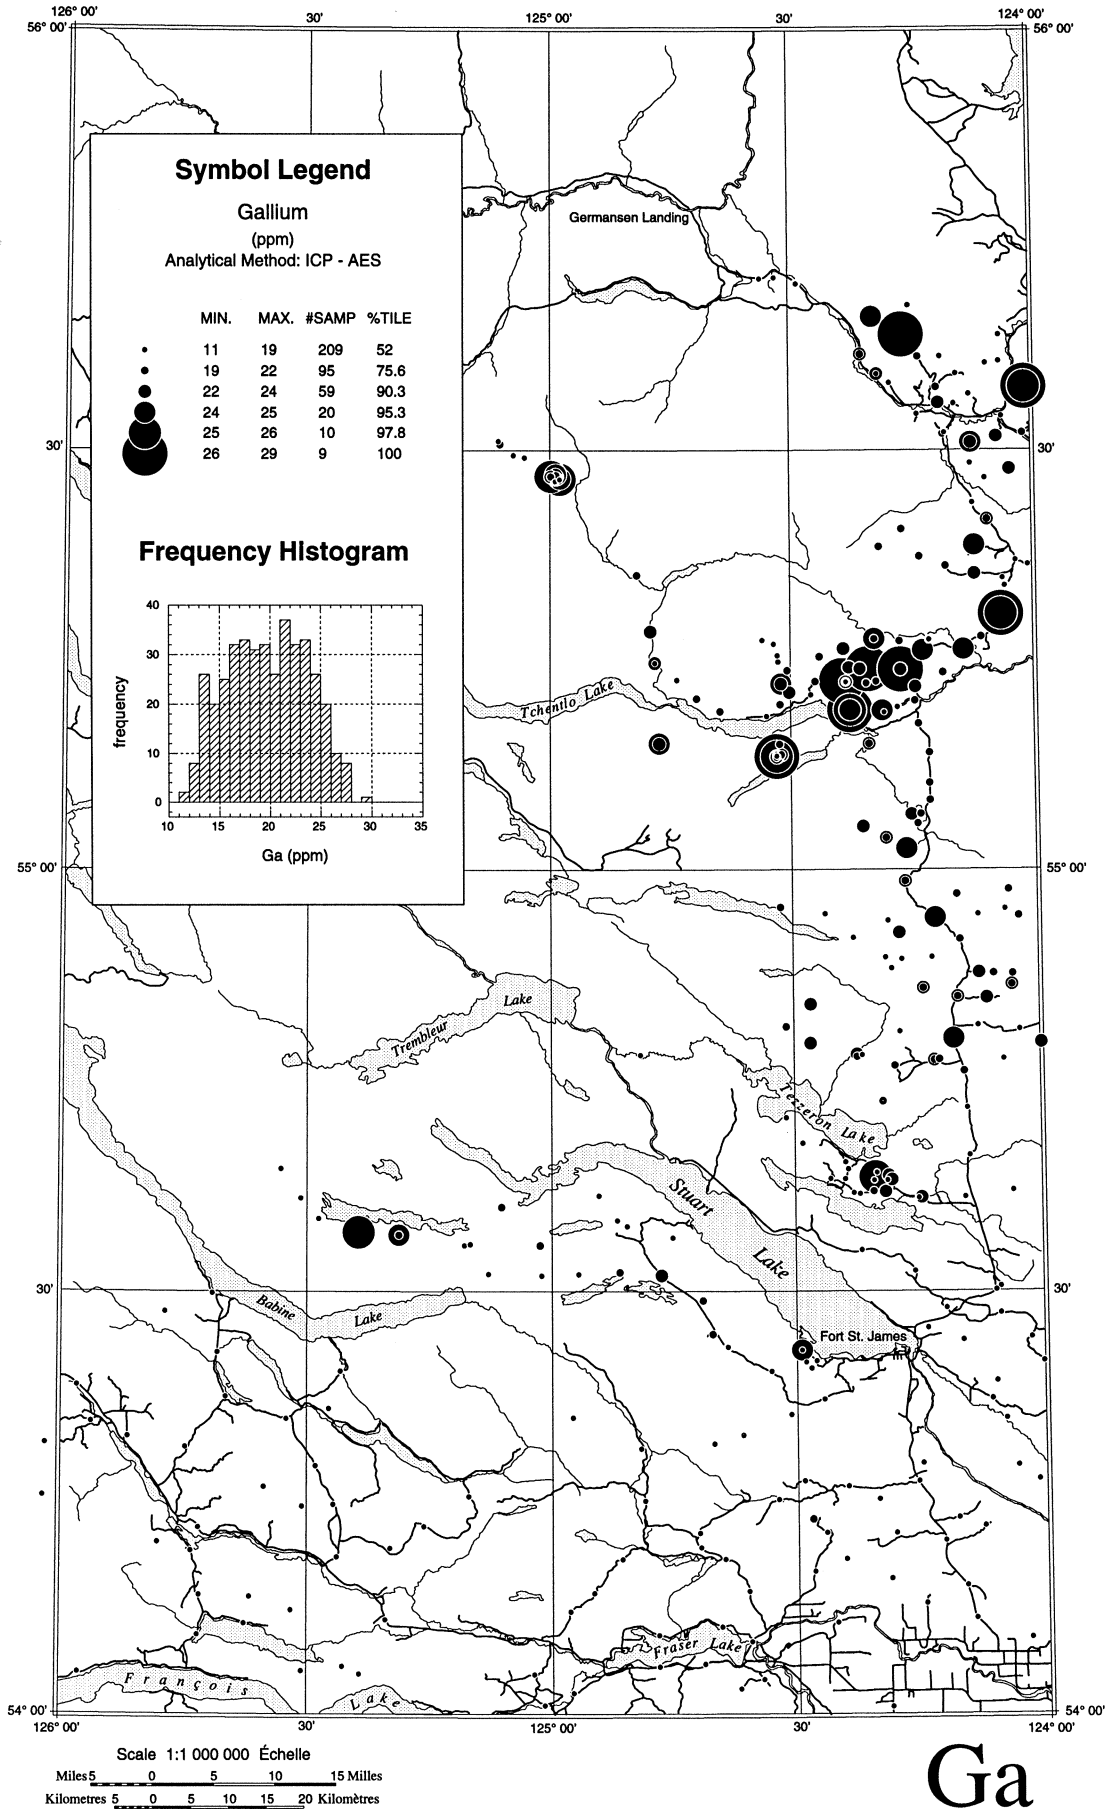 126° 00' 30' 125° 00' 30' 124° 00'
56° 00' 56° 00'
Symbol Legend
Gallium
(ppm)
Analytical Method: ICP - AES
MIN. MAX. #SAMP %TILE
11 19 209 52
19 22 95 75.6
22 24 59 90.3
24 25 20 95.3
25 26 10 97.8
26 29 9 100
Germansen Landing
30' 30'
Frequency Histogram
40
30
20
10
0
frequency
10 15 20 25 30 35
Ga (ppm)
Tchentlo Lake
55° 00' 55° 00'
Trembleur Lake
Tezzeron Lake
Stuart Lake
30' 30'
Babine Lake
Fort St. James
Fraser Lake
François Lake
54° 00' 54° 00'
126° 00' 30' 125° 00' 30' 124° 00'
Scale 1:1 000 000 Échelle
Miles 5 0 5 10 15 Milles
Kilometres 5 0 5 10 15 20 Kilomètres
Ga